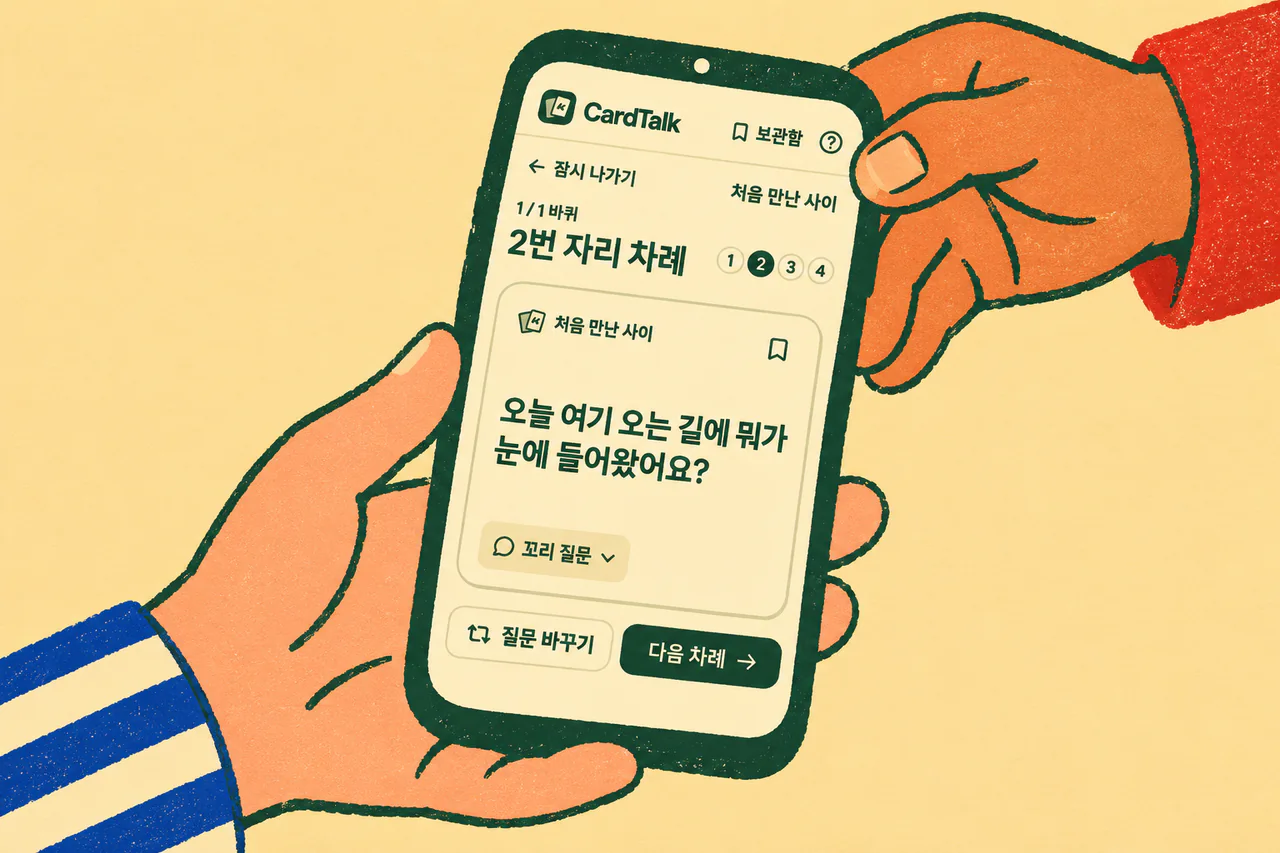 CardTalk
보관함 ?
← 잠시 나가기
처음 만난 사이
1/1 바퀴
2번 자리 차례
1 2 3 4
처음 만난 사이
오늘 여기 오는 길에 뭐가
눈에 들어왔어요?
꼬리 질문
질문 바꾸기
다음 차례 →